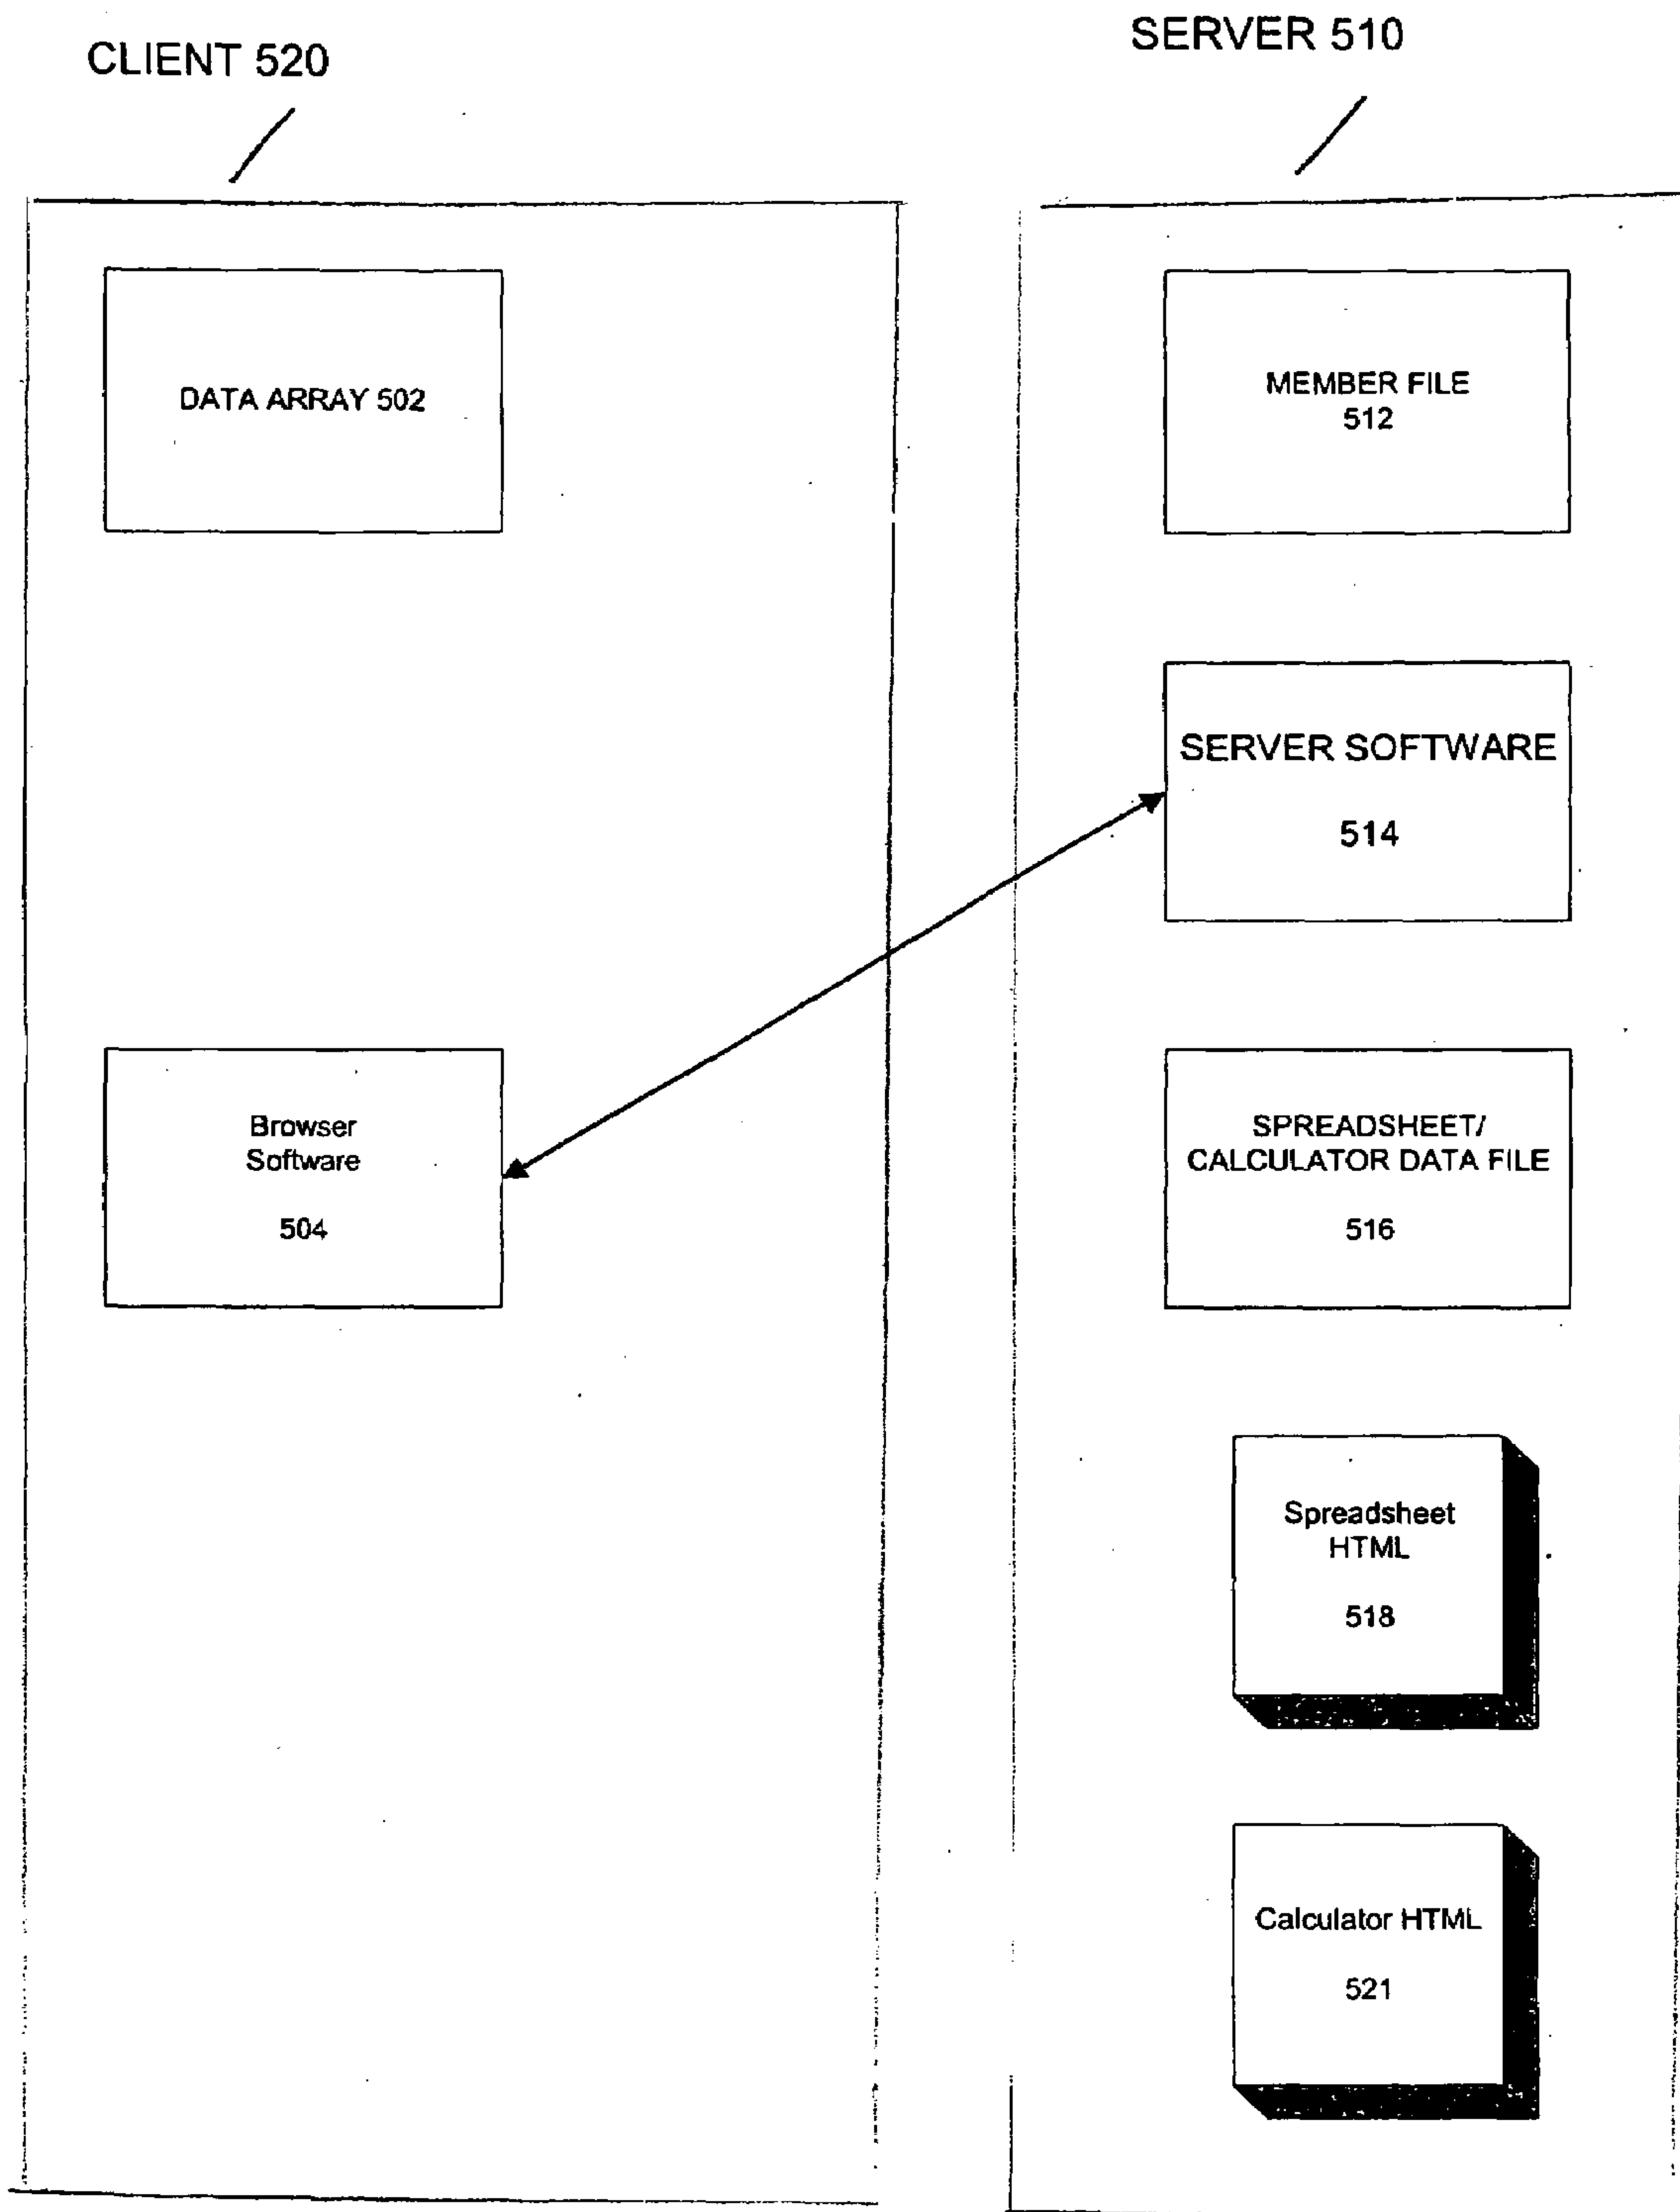 CLIENT 520
SERVER 510
DATA ARRAY 502
Browser
Software
504
MEMBER FILE
512
SERVER SOFTWARE
514
SPREADSHEET/
CALCULATOR DATA FILE
516
Spreadsheet
HTML
518
Calculator HTML
521